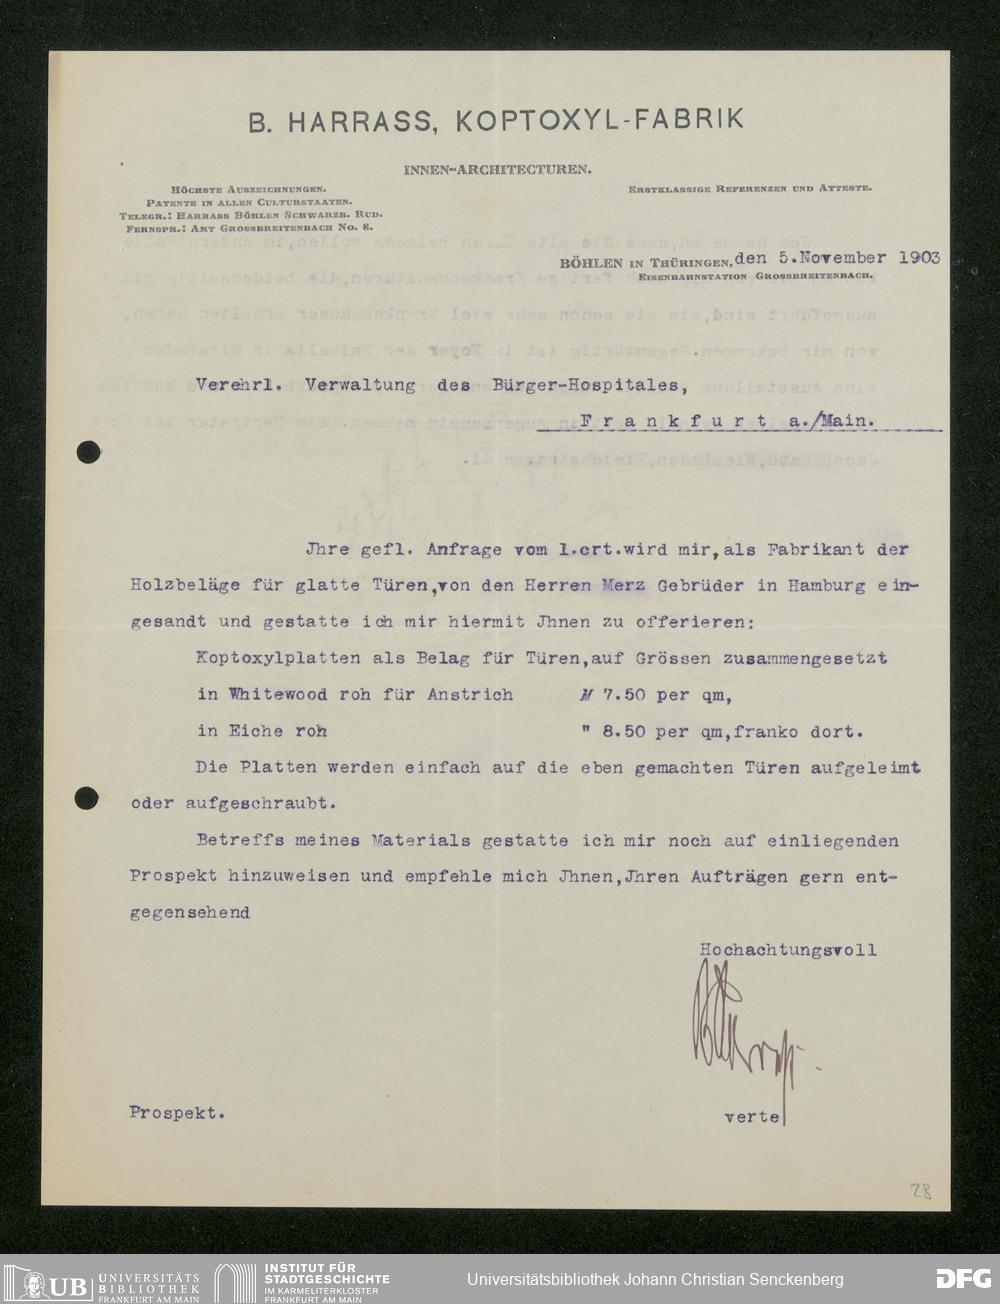 B. HARRASS, KOPTOXYL-FABRIK
INNEN-ARCHITECTUREN.
HÖCHSTE AUSZEICHNUNGEN.
PATENTE IN ALLEN CULTURSTAATEN.
TELEGR.: HARRASS BÖHLEN SCHWARZB. RUD.
FERNSPR.: AMT GROSSBREITENBACH NO. 8.
ERSTKLASSIGE REFERENZEN UND ATTESTE.
BÖHLEN IN THÜRINGEN, den 5.November 1903
EISENBAHNSTATION GROSSBREITENBACH.
Verehrl. Verwaltung des Bürger-Hospitales,
F r a n k f u r t a./Main.
Jhre gefl. Anfrage vom 1.crt.wird mir,als Fabrikant der
Holzbeläge für glatte Türen,von den Herren Merz Gebrüder in Hamburg ein-
gesandt und gestatte ich mir hiermit Jhnen zu offerieren:
Koptoxylplatten als Belag für Türen,auf Grössen zusammengesetzt
in Whitewood roh für Anstrich M 7.50 per qm,
in Eiche roh " 8.50 per qm,franko dort.
Die Platten werden einfach auf die eben gemachten Türen aufgeleimt
oder aufgeschraubt.
Betreffs meines Materials gestatte ich mir noch auf einliegenden
Prospekt hinzuweisen und empfehle mich Jhnen,Jhren Aufträgen gern ent-
gegensehend
Hochachtungsvoll
B Harrass.
Prospekt.
verte
28
UB UNIVERSITÄTS
BIBLIOTHEK
FRANKFURT AM MAIN
INSTITUT FÜR
STADTGESCHICHTE
IM KARMELITERKLOSTER
FRANKFURT AM MAIN
Universitätsbibliothek Johann Christian Senckenberg
DFG